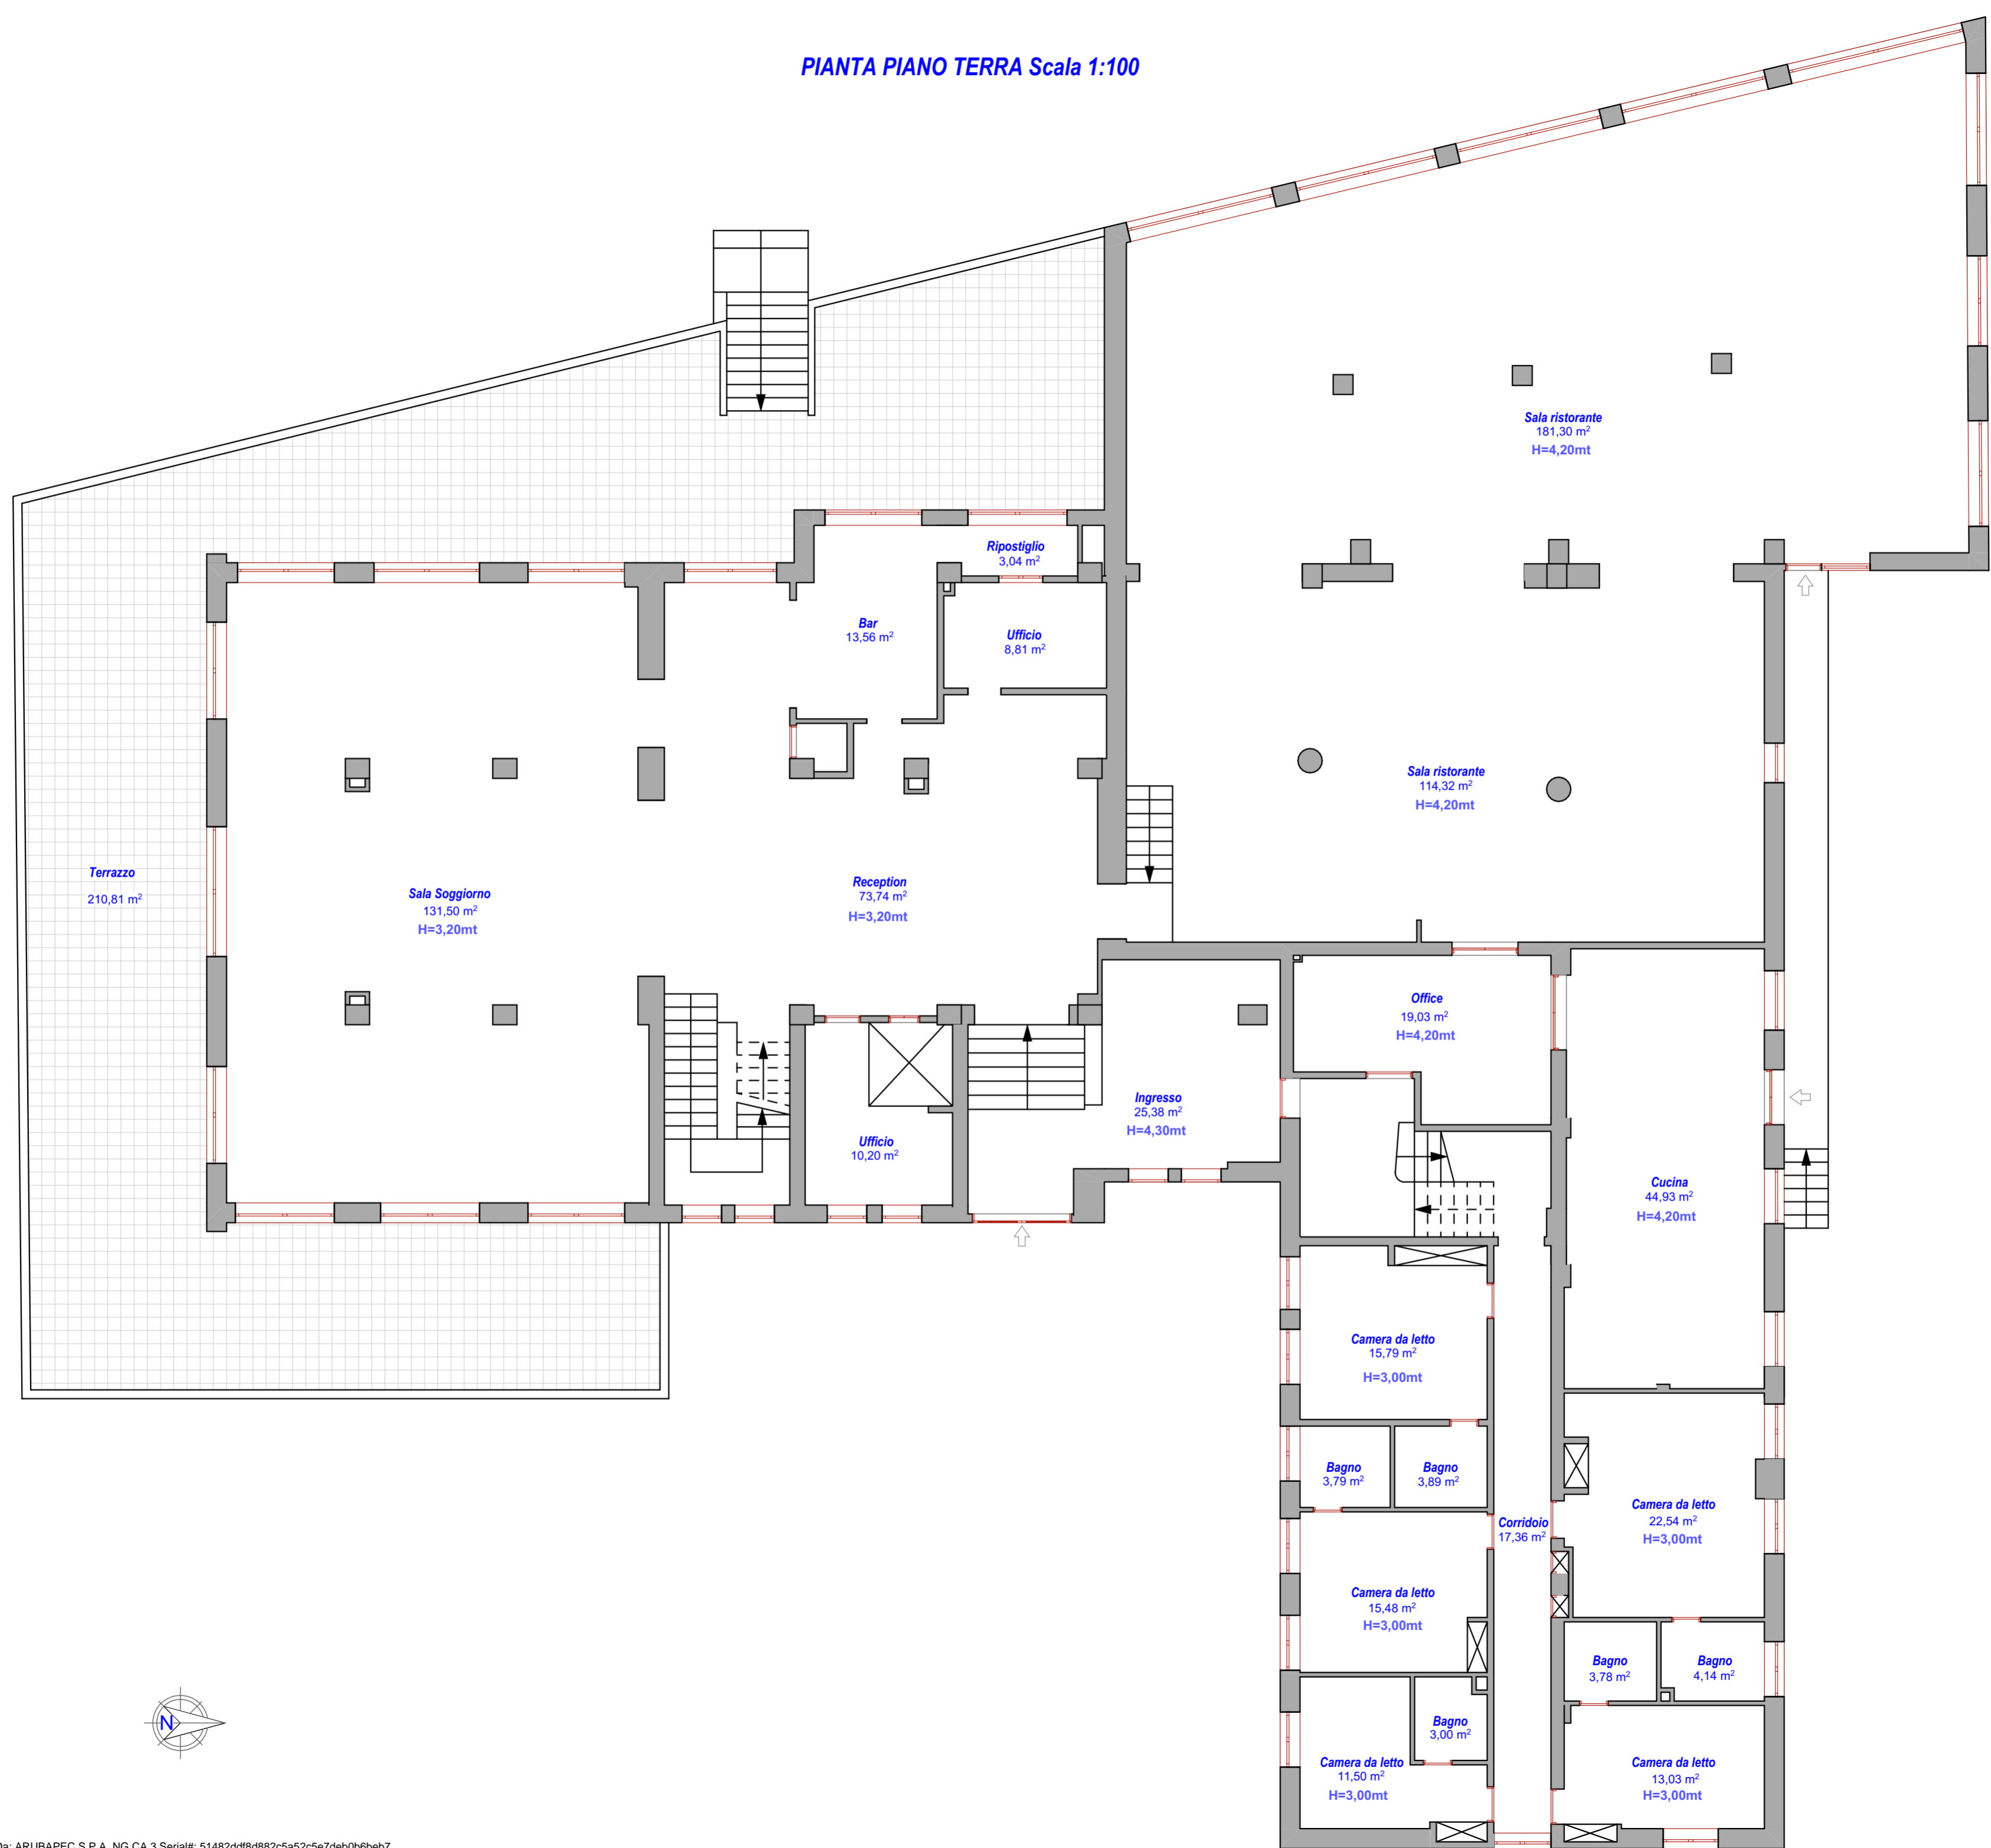 PIANTA PIANO TERRA Scala 1:100
Sala ristorante
181,30 m²
H=4,20mt
Ripostiglio
3,04 m²
Bar
13,56 m²
Ufficio
8,81 m²
Sala ristorante
114,32 m²
H=4,20mt
Terrazzo
210,81 m²
Sala Soggiorno
131,50 m²
H=3,20mt
Reception
73,74 m²
H=3,20mt
Office
19,03 m²
H=4,20mt
Ingresso
25,38 m²
H=4,30mt
Ufficio
10,20 m²
Cucina
44,93 m²
H=4,20mt
Camera da letto
15,79 m²
H=3,00mt
Bagno
3,79 m²
Bagno
3,89 m²
Camera da letto
22,54 m²
H=3,00mt
Corridoio
17,36 m²
Camera da letto
15,48 m²
H=3,00mt
Bagno
3,78 m²
Bagno
4,14 m²
Bagno
3,00 m²
Camera da letto
11,50 m²
H=3,00mt
Camera da letto
13,03 m²
H=3,00mt
N
Da: ARUBAPEC S.P.A. NG CA 3 Serial#: 51482ddf8d882c5a52c5e7deb0b6beb7